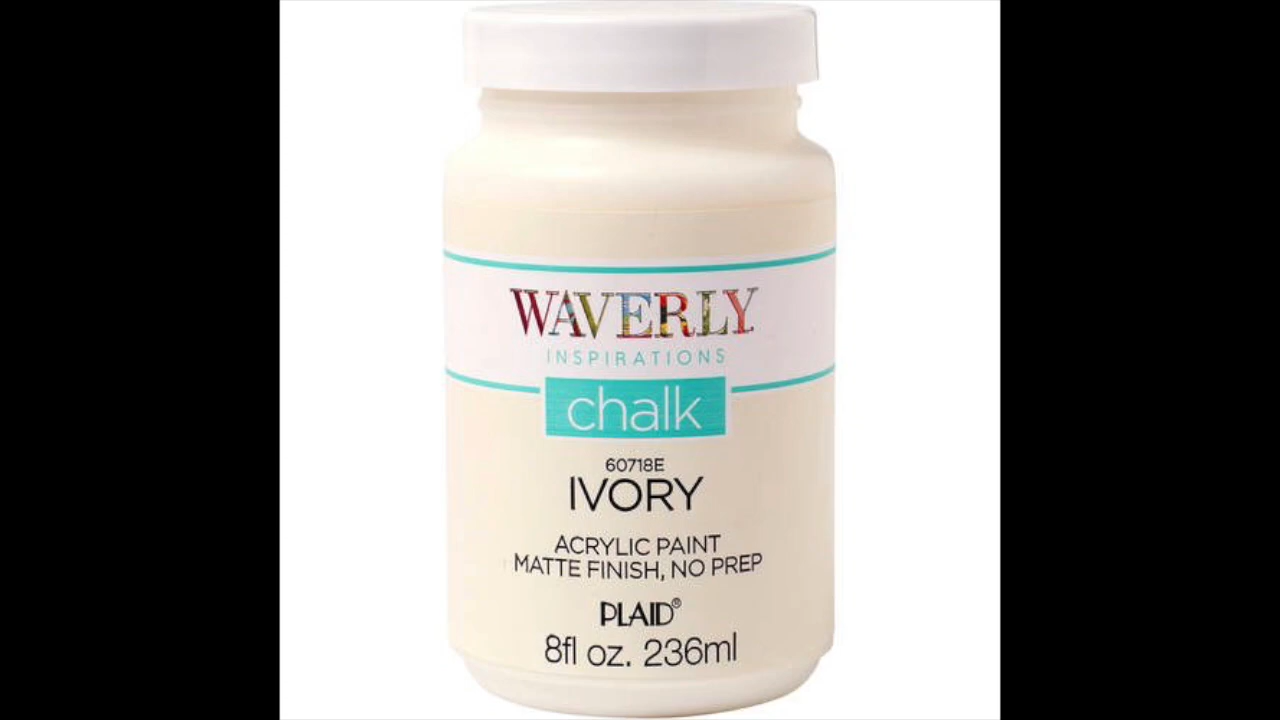 WAVERLY
INSPIRATIONS
chalk
60718E
IVORY
ACRYLIC PAINT
MATTE FINISH, NO PREP
PLAID®
8fl oz. 236ml